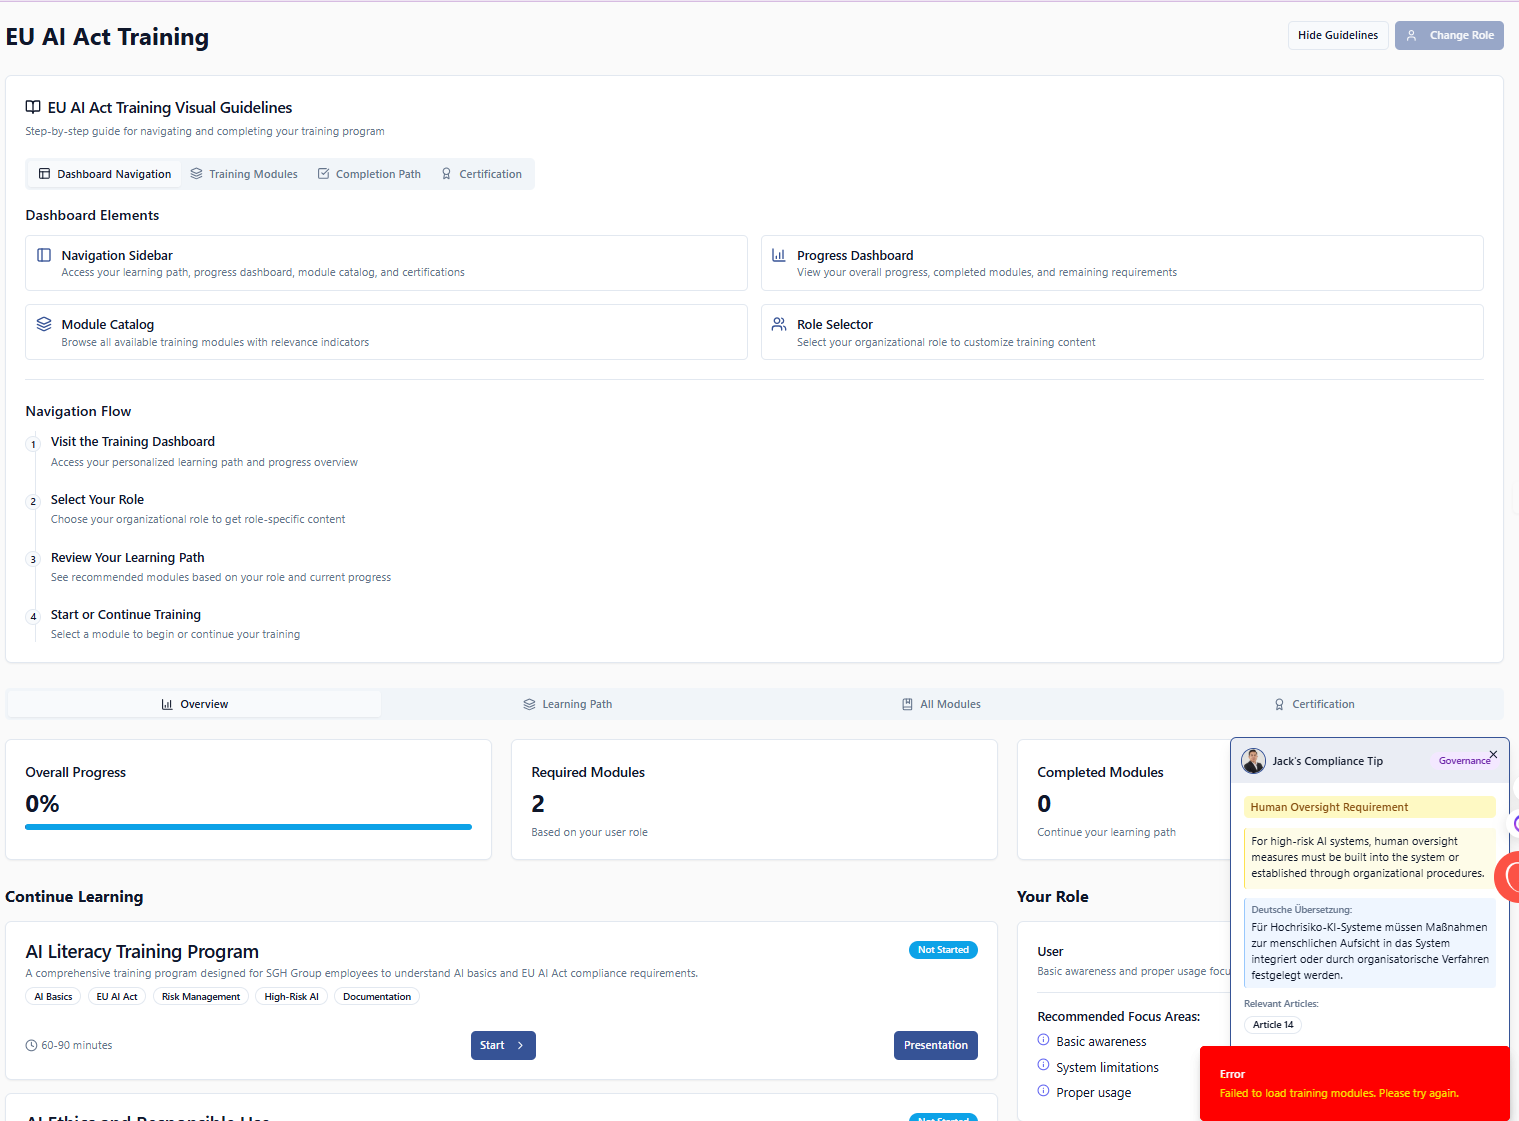 EU AI Act Training
Hide Guidelines
Change Role
EU AI Act Training Visual Guidelines
Step-by-step guide for navigating and completing your training program
Dashboard Navigation
Training Modules
Completion Path
Certification
Dashboard Elements
Navigation Sidebar
Access your learning path, progress dashboard, module catalog, and certifications
Progress Dashboard
View your overall progress, completed modules, and remaining requirements
Module Catalog
Browse all available training modules with relevance indicators
Role Selector
Select your organizational role to customize training content
Navigation Flow
1
Visit the Training Dashboard
Access your personalized learning path and progress overview
2
Select Your Role
Choose your organizational role to get role-specific content
3
Review Your Learning Path
See recommended modules based on your role and current progress
4
Start or Continue Training
Select a module to begin or continue your training
Overview
Learning Path
All Modules
Certification
Overall Progress
0%
Required Modules
2
Based on your user role
Completed Modules
0
Continue your learning path
Continue Learning
AI Literacy Training Program
Not Started
A comprehensive training program designed for SGH Group employees to understand AI basics and EU AI Act compliance requirements.
AI Basics
EU AI Act
Risk Management
High-Risk AI
Documentation
60-90 minutes
Start
Presentation
AI Ethics and Responsible Use
Not Started
Your Role
User
Basic awareness and proper usage focu
Recommended Focus Areas:
Basic awareness
System limitations
Proper usage
Jack's Compliance Tip
Governance
Human Oversight Requirement
For high-risk AI systems, human oversight
measures must be built into the system or
established through organizational procedures.
Deutsche Übersetzung:
Für Hochrisiko-KI-Systeme müssen Maßnahmen
zur menschlichen Aufsicht in das System
integriert oder durch organisatorische Verfahren
festgelegt werden.
Relevant Articles:
Article 14
Error
Failed to load training modules. Please try again.